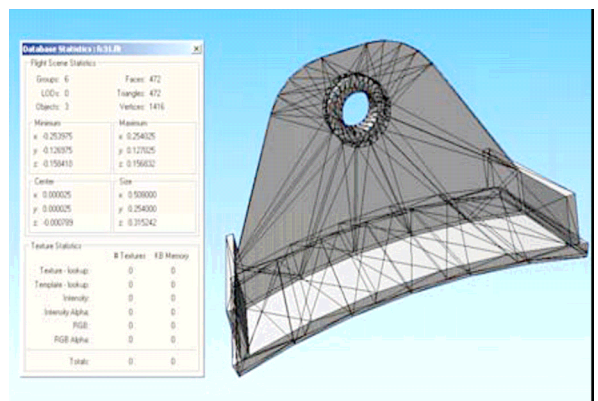 Database Statistics : fc31.flt
Flight Scene Statistics
Groups: 6 Faces: 472
LODs: 0 Triangles: 472
Objects: 3 Vertices: 1416
Minimum Maximum
x -0.253975 x 0.254025
y -0.126975 y 0.127025
z -0.158410 z 0.156832
Center Size
x 0.000025 x 0.508000
y 0.000025 y 0.254000
z -0.000789 z 0.315242
Texture Statistics
# Textures KB Memory
Texture - lookup: 0 0
Template - lookup: 0 0
Intensity: 0 0
Intensity Alpha: 0 0
RGB: 0 0
RGB Alpha: 0 0
Totals: 0 0